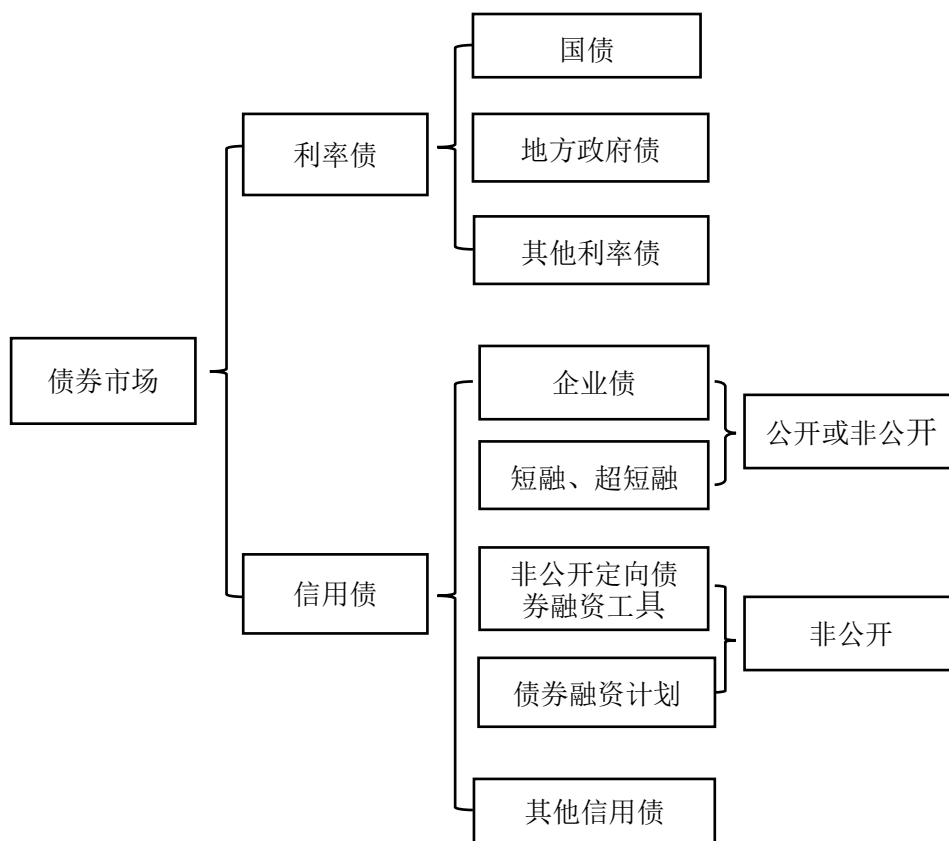 国债
利率债
地方政府债
其他利率债
债券市场
企业债
公开或非公开
短融、超短融
信用债
非公开定向债
券融资工具
非公开
债券融资计划
其他信用债